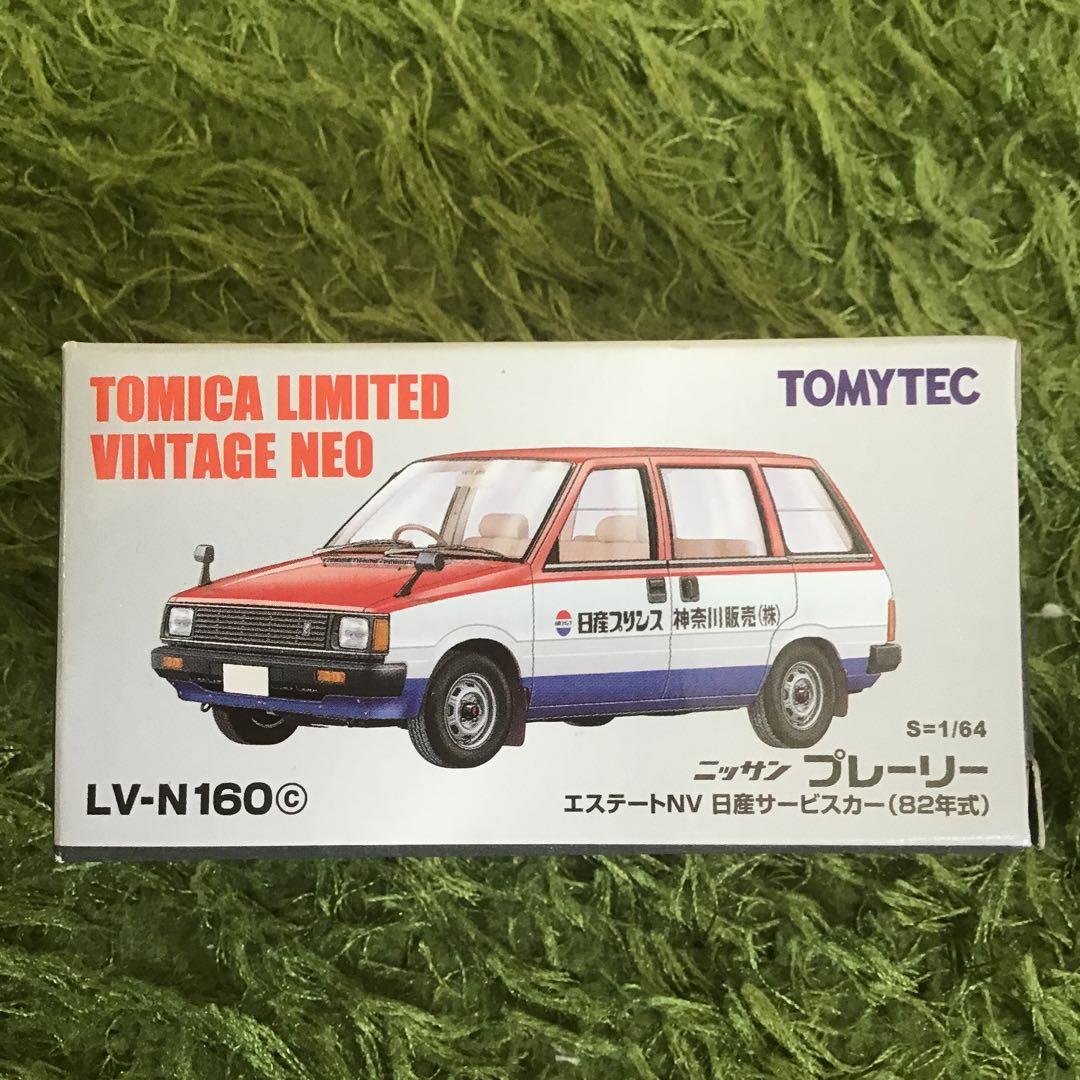 TOMICA LIMITED
VINTAGE NEO
TOMYTEC
日産プリンス 神奈川販売(株)
S=1/64
LV-N160ⓒ
ニッサン プレーリー
エステートNV 日産サービスカー(82年式)